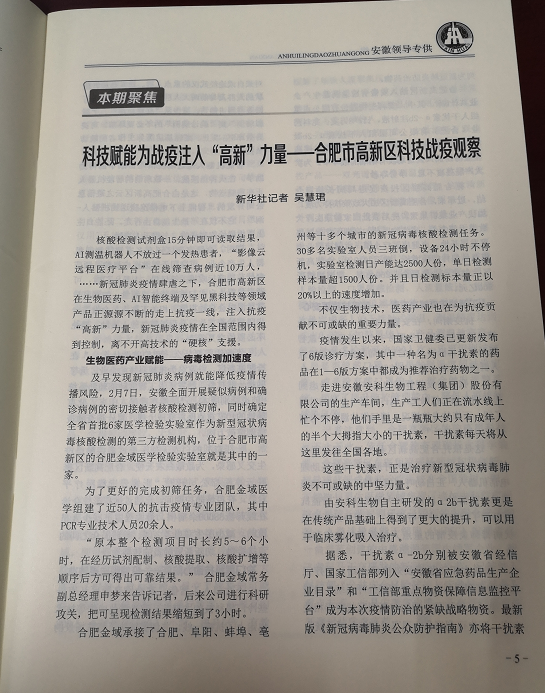 ANHUILINGDAOZHUANGONG 安徽领导专供
本期聚焦
科技赋能为战疫注入“高新”力量——合肥市高新区科技战疫观察
新华社记者 吴慧珺
核酸检测试剂盒15分钟即可读取结果，
AI测温机器人不放过一个发热患者，“影像云
远程医疗平台”在线筛查病例近10万人，
……新冠肺炎疫情肆虐之下，合肥市高新区
在生物医药、AI智能终端及罕见黑科技等领域
产品正源源不断的走上抗疫一线，注入抗疫
“高新”力量，新冠肺炎疫情在全国范围内得
到控制，离不开高技术的“硬核”支援。
生物医药产业赋能——病毒检测加速度
及早发现新冠肺炎病例就能降低疫情传
播风险，2月7日，安徽全面开展疑似病例和确
诊病例的密切接触者核酸检测初筛，同时确定
全省首批6家医学检验实验室作为新型冠状病
毒核酸检测的第三方检测机构，位于合肥市高
新区的合肥金域医学检验实验室就是其中的一
家。
为了更好的完成初筛任务，合肥金域医
学组建了近50人的抗击疫情专业团队，其中
PCR专业技术人员20余人。
“原本整个检测项目时长约5～6个小
时，在经历试剂配制、核酸提取、核酸扩增等
顺序后方可得出可靠结果。” 合肥金域常务
副总经理申梦来告诉记者，后来公司进行科研
攻关，把可呈现检测结果缩短到了3小时。
合肥金域承接了合肥、阜阳、蚌埠、亳
州等十多个城市的新冠病毒核酸检测任务。
30多名实验室人员三班倒，设备24小时不停
机，实验室检测日产能达2500人份，单日检测
样本量超1500人份，并且日检测标本量正以
20%以上的速度增加。
不仅生物技术，医药产业也在为抗疫贡
献不可或缺的重要力量。
疫情发生以来，国家卫健委已更新发布
了6版诊疗方案，其中一种名为α干扰素的药
品在1—6版方案中都成为推荐治疗药物之一。
走进安徽安科生物工程（集团）股份有
限公司的生产车间，生产工人们正在流水线上
忙个不停，他们手里是一瓶瓶大约只有成年人
的半个大拇指大小的干扰素，干扰素每天将从
这里发往全国各地。
这些干扰素，正是治疗新型冠状病毒肺
炎不可或缺的中坚力量。
由安科生物自主研发的α2b干扰素更是
在传统产品基础上得到了更大的提升，可以用
于临床雾化吸入治疗。
据悉，干扰素α-2b分别被安徽省经信
厅、国家工信部列入“安徽省应急药品生产企
业目录”和“工信部重点物资保障信息监控平
台”成为本次疫情防治的紧缺战略物资。最新
版《新冠病毒肺炎公众防护指南》亦将干扰素
-5-